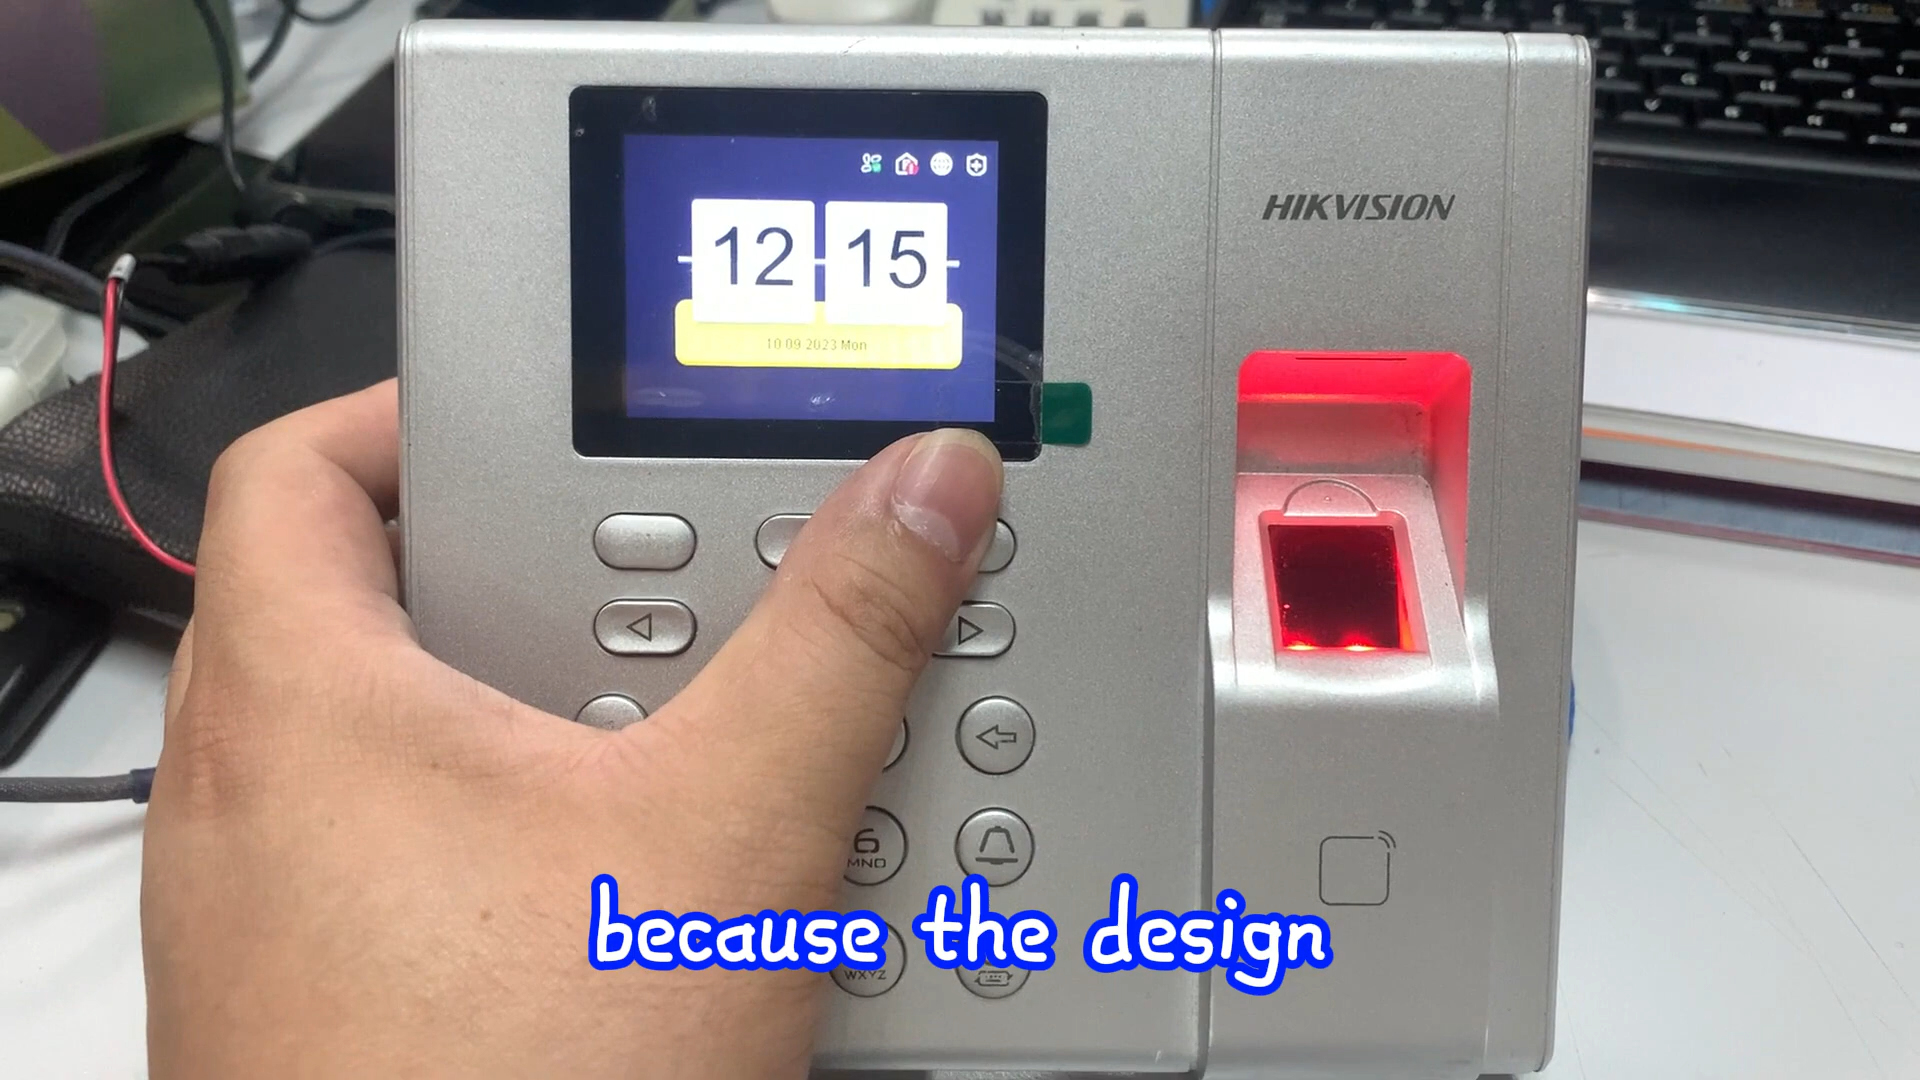 HIKVISION
12 15
10 09 2023 Mon
6
MNO
WXYZ
because the design